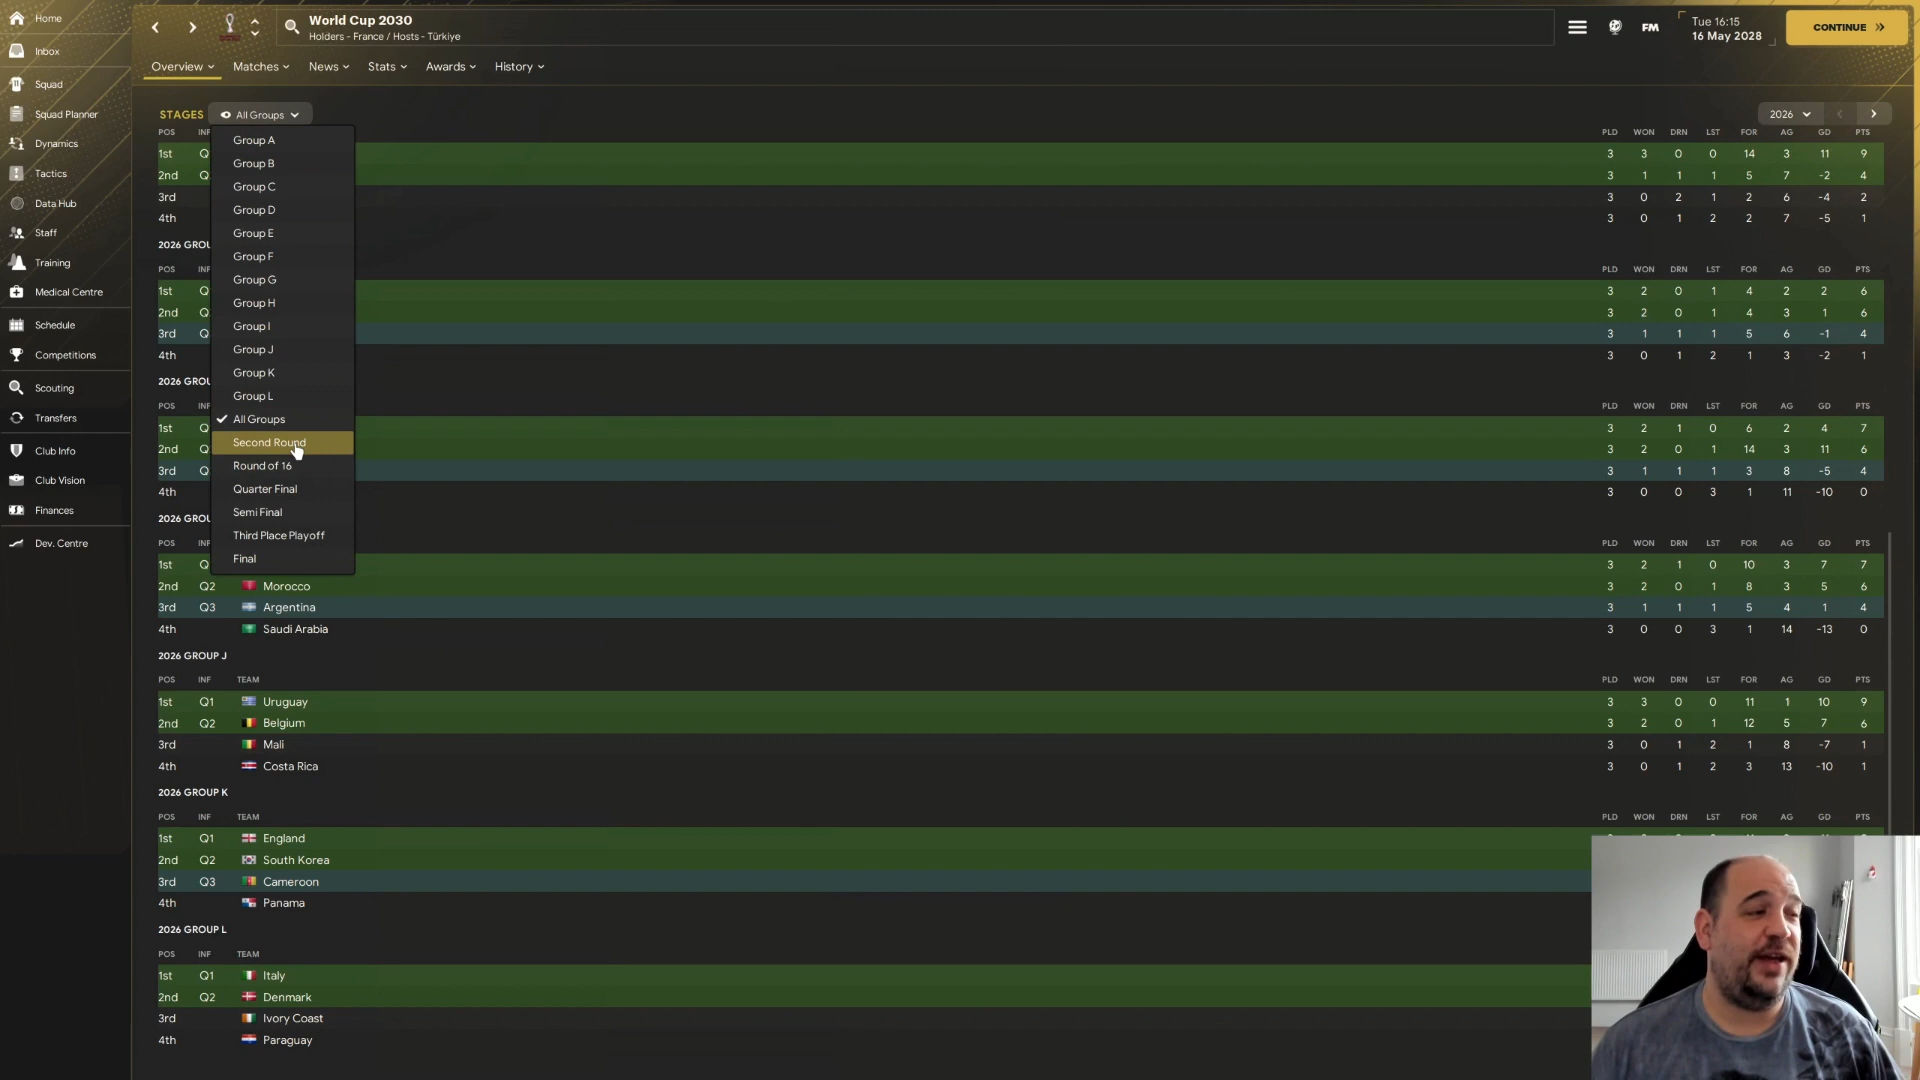 Home
World Cup 2030
Holders - France / Hosts - Türkiye
FM
Tue 16:15
16 May 2028
CONTINUE
Inbox
Overview Matches News Stats Awards History
Squad
Squad Planner
Dynamics
Tactics
Data Hub
Staff
Training
Medical Centre
Schedule
Competitions
Scouting
Transfers
Club Info
Club Vision
Finances
Dev. Centre
STAGES All Groups 2026
Group A
Group B
Group C
Group D
Group E
Group F
Group G
Group H
Group I
Group J
Group K
Group L
All Groups
Second Round
Round of 16
Quarter Final
Semi Final
Third Place Playoff
Final
POS INF PLD WON DRN LST FOR AG GD PTS
1st Q 3 3 0 0 14 3 11 9
2nd Q 3 1 1 1 5 7 -2 4
3rd 3 0 2 1 2 6 -4 2
4th 3 0 1 2 2 7 -5 1
2026 GROU
POS INF PLD WON DRN LST FOR AG GD PTS
1st Q 3 2 0 1 4 2 2 6
2nd Q 3 2 0 1 4 3 1 6
3rd Q 3 1 1 1 5 6 -1 4
4th 3 0 1 2 1 3 -2 1
2026 GROU
POS INF PLD WON DRN LST FOR AG GD PTS
1st Q 3 2 1 0 6 2 4 7
2nd Q 3 2 0 1 14 3 11 6
3rd Q 3 1 1 1 3 8 -5 4
4th 3 0 0 3 1 11 -10 0
2026 GROU
POS INF PLD WON DRN LST FOR AG GD PTS
1st Q 3 2 1 0 10 3 7 7
2nd Q2 Morocco 3 2 0 1 8 3 5 6
3rd Q3 Argentina 3 1 1 1 5 4 1 4
4th Saudi Arabia 3 0 0 3 1 14 -13 0
2026 GROUP J
POS INF TEAM PLD WON DRN LST FOR AG GD PTS
1st Q1 Uruguay 3 3 0 0 11 1 10 9
2nd Q2 Belgium 3 2 0 1 12 5 7 6
3rd Mali 3 0 1 2 1 8 -7 1
4th Costa Rica 3 0 1 2 3 13 -10 1
2026 GROUP K
POS INF TEAM PLD WON DRN LST FOR AG GD PTS
1st Q1 England
2nd Q2 South Korea
3rd Q3 Cameroon
4th Panama
2026 GROUP L
POS INF TEAM
1st Q1 Italy
2nd Q2 Denmark
3rd Ivory Coast
4th Paraguay